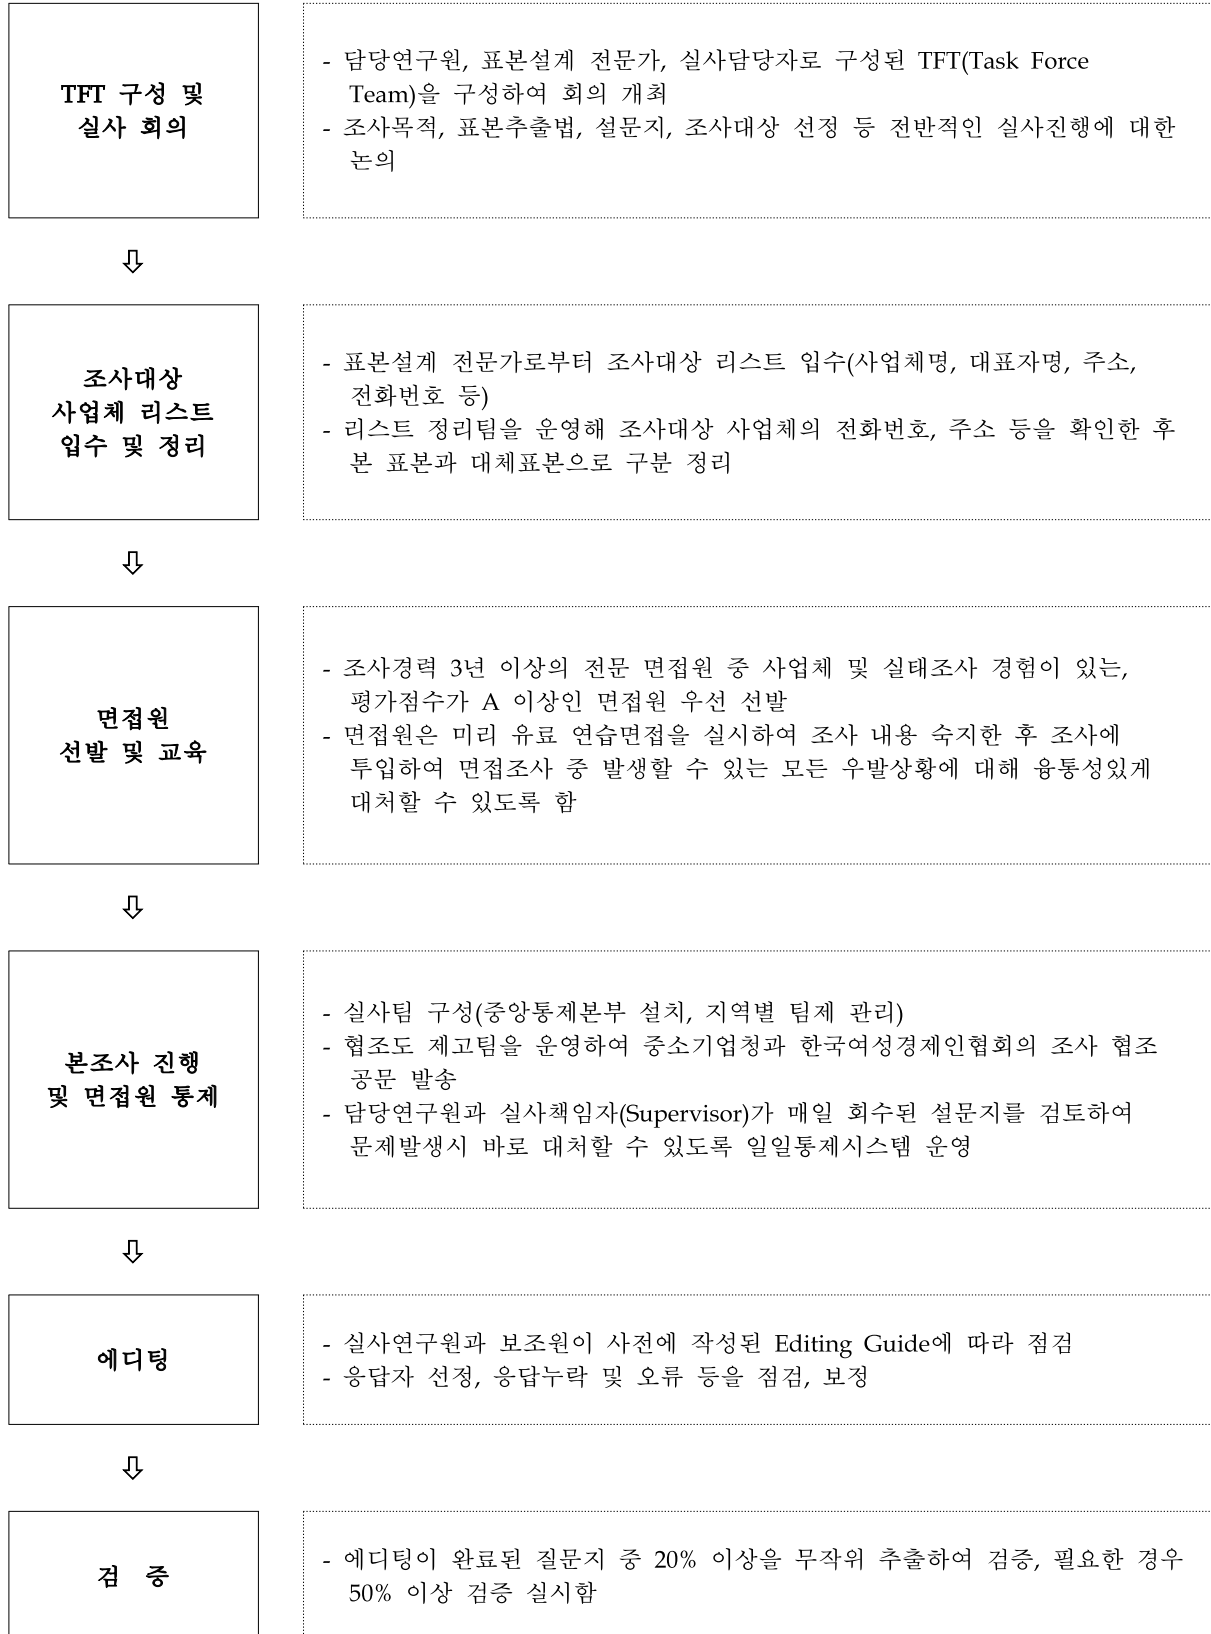 TFT 구성 및
실사 회의
- 담당연구원, 표본설계 전문가, 실사담당자로 구성된 TFT(Task Force
Team)을 구성하여 회의 개최
- 조사목적, 표본추출법, 설문지, 조사대상 선정 등 전반적인 실사진행에 대한
논의
⇩
조사대상
사업체 리스트
입수 및 정리
- 표본설계 전문가로부터 조사대상 리스트 입수(사업체명, 대표자명, 주소,
전화번호 등)
- 리스트 정리팀을 운영해 조사대상 사업체의 전화번호, 주소 등을 확인한 후
본 표본과 대체표본으로 구분 정리
⇩
면접원
선발 및 교육
- 조사경력 3년 이상의 전문 면접원 중 사업체 및 실태조사 경험이 있는,
평가점수가 A 이상인 면접원 우선 선발
- 면접원은 미리 유료 연습면접을 실시하여 조사 내용 숙지한 후 조사에
투입하여 면접조사 중 발생할 수 있는 모든 우발상황에 대해 융통성있게
대처할 수 있도록 함
⇩
본조사 진행
및 면접원 통제
- 실사팀 구성(중앙통제본부 설치, 지역별 팀제 관리)
- 협조도 제고팀을 운영하여 중소기업청과 한국여성경제인협회의 조사 협조
공문 발송
- 담당연구원과 실사책임자(Supervisor)가 매일 회수된 설문지를 검토하여
문제발생시 바로 대처할 수 있도록 일일통제시스템 운영
⇩
에디팅
- 실사연구원과 보조원이 사전에 작성된 Editing Guide에 따라 점검
- 응답자 선정, 응답누락 및 오류 등을 점검, 보정
⇩
검 증
- 에디팅이 완료된 질문지 중 20% 이상을 무작위 추출하여 검증, 필요한 경우
50% 이상 검증 실시함